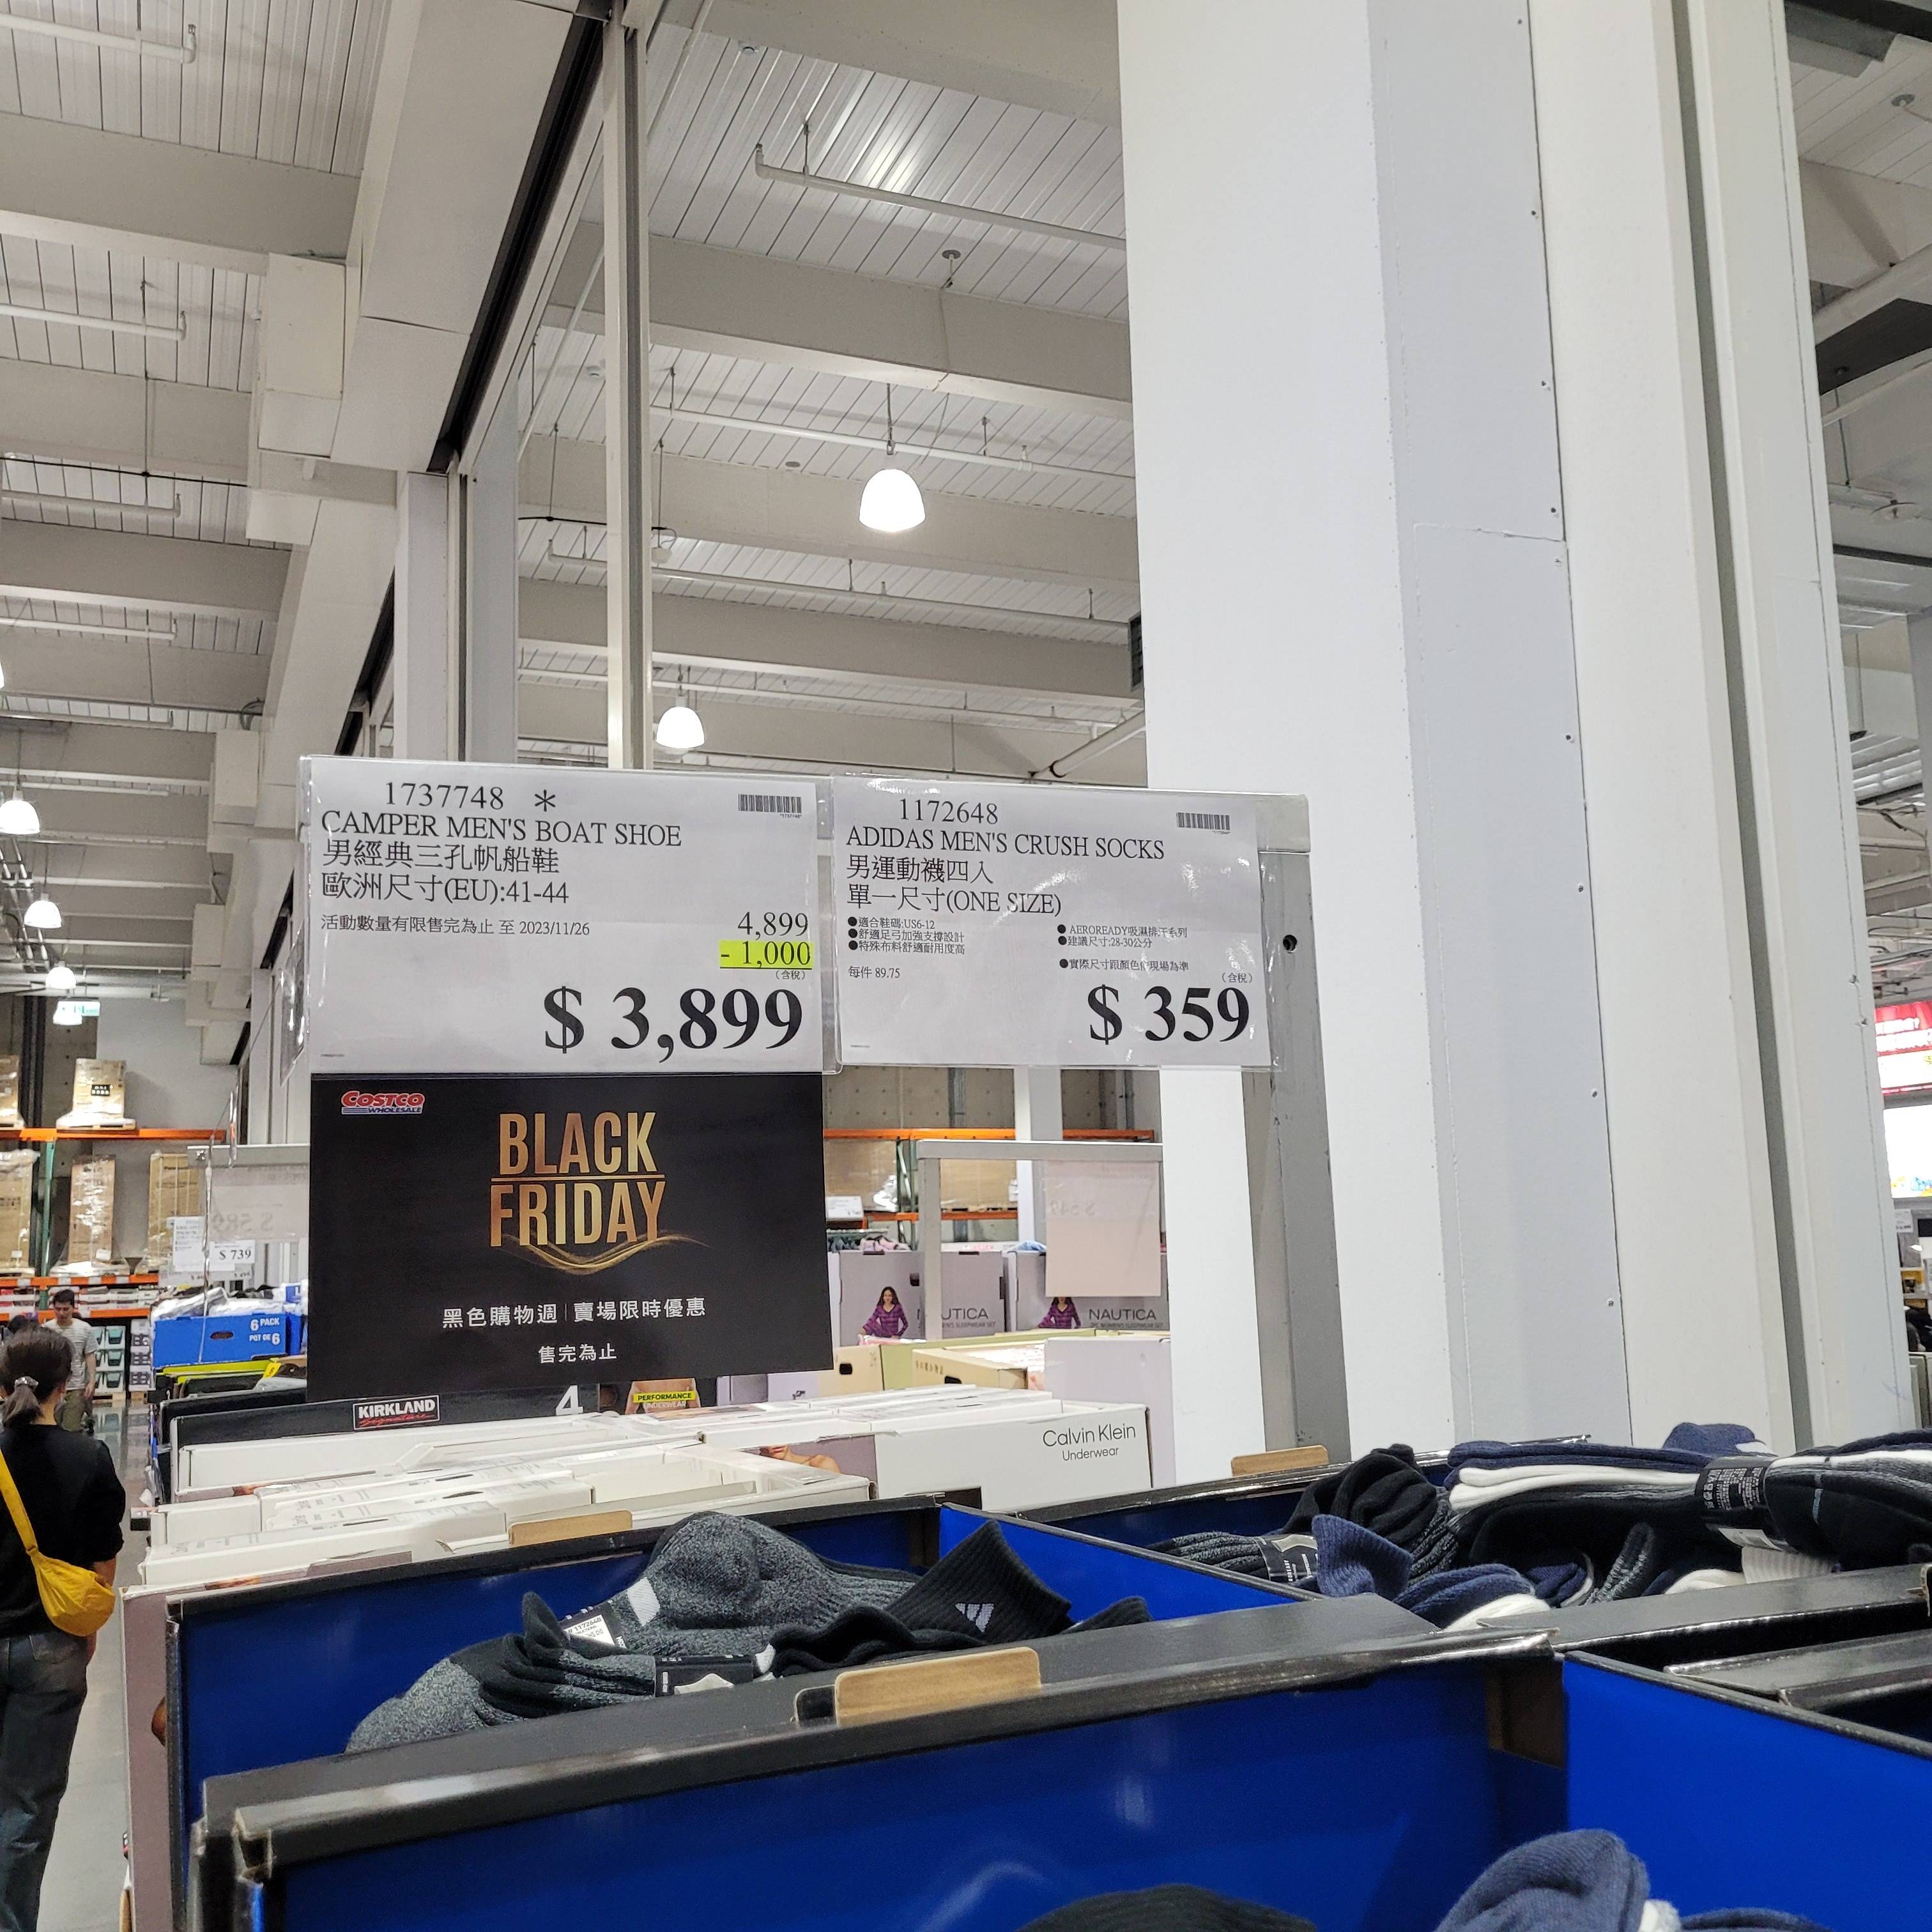 1737748 *
CAMPER MEN'S BOAT SHOE
男經典三孔帆船鞋
歐洲尺寸(EU):41-44
活動數量有限售完為止 至 2023/11/26
4,899
- 1,000
(含稅)
$ 3,899
1172648
ADIDAS MEN'S CRUSH SOCKS
男運動襪四入
單一尺寸(ONE SIZE)
●適合鞋碼:US6-12
●舒適足弓加強支撐設計
●特殊布料舒適耐用度高
●AEROREADY吸濕排汗系列
●建議尺寸:28-30公分
●實際尺寸跟顏色依現場為準
每件 89.75
(含稅)
$ 359
COSTCO
WHOLESALE
BLACK
FRIDAY
黑色購物週 | 賣場限時優惠
售完為止
$ 739
6 PACK
PQT DE 6
NAUTICA
NAUTICA
KIRKLAND
Signature
4
PERFORMANCE
UNDERWEAR
Calvin Klein
Underwear